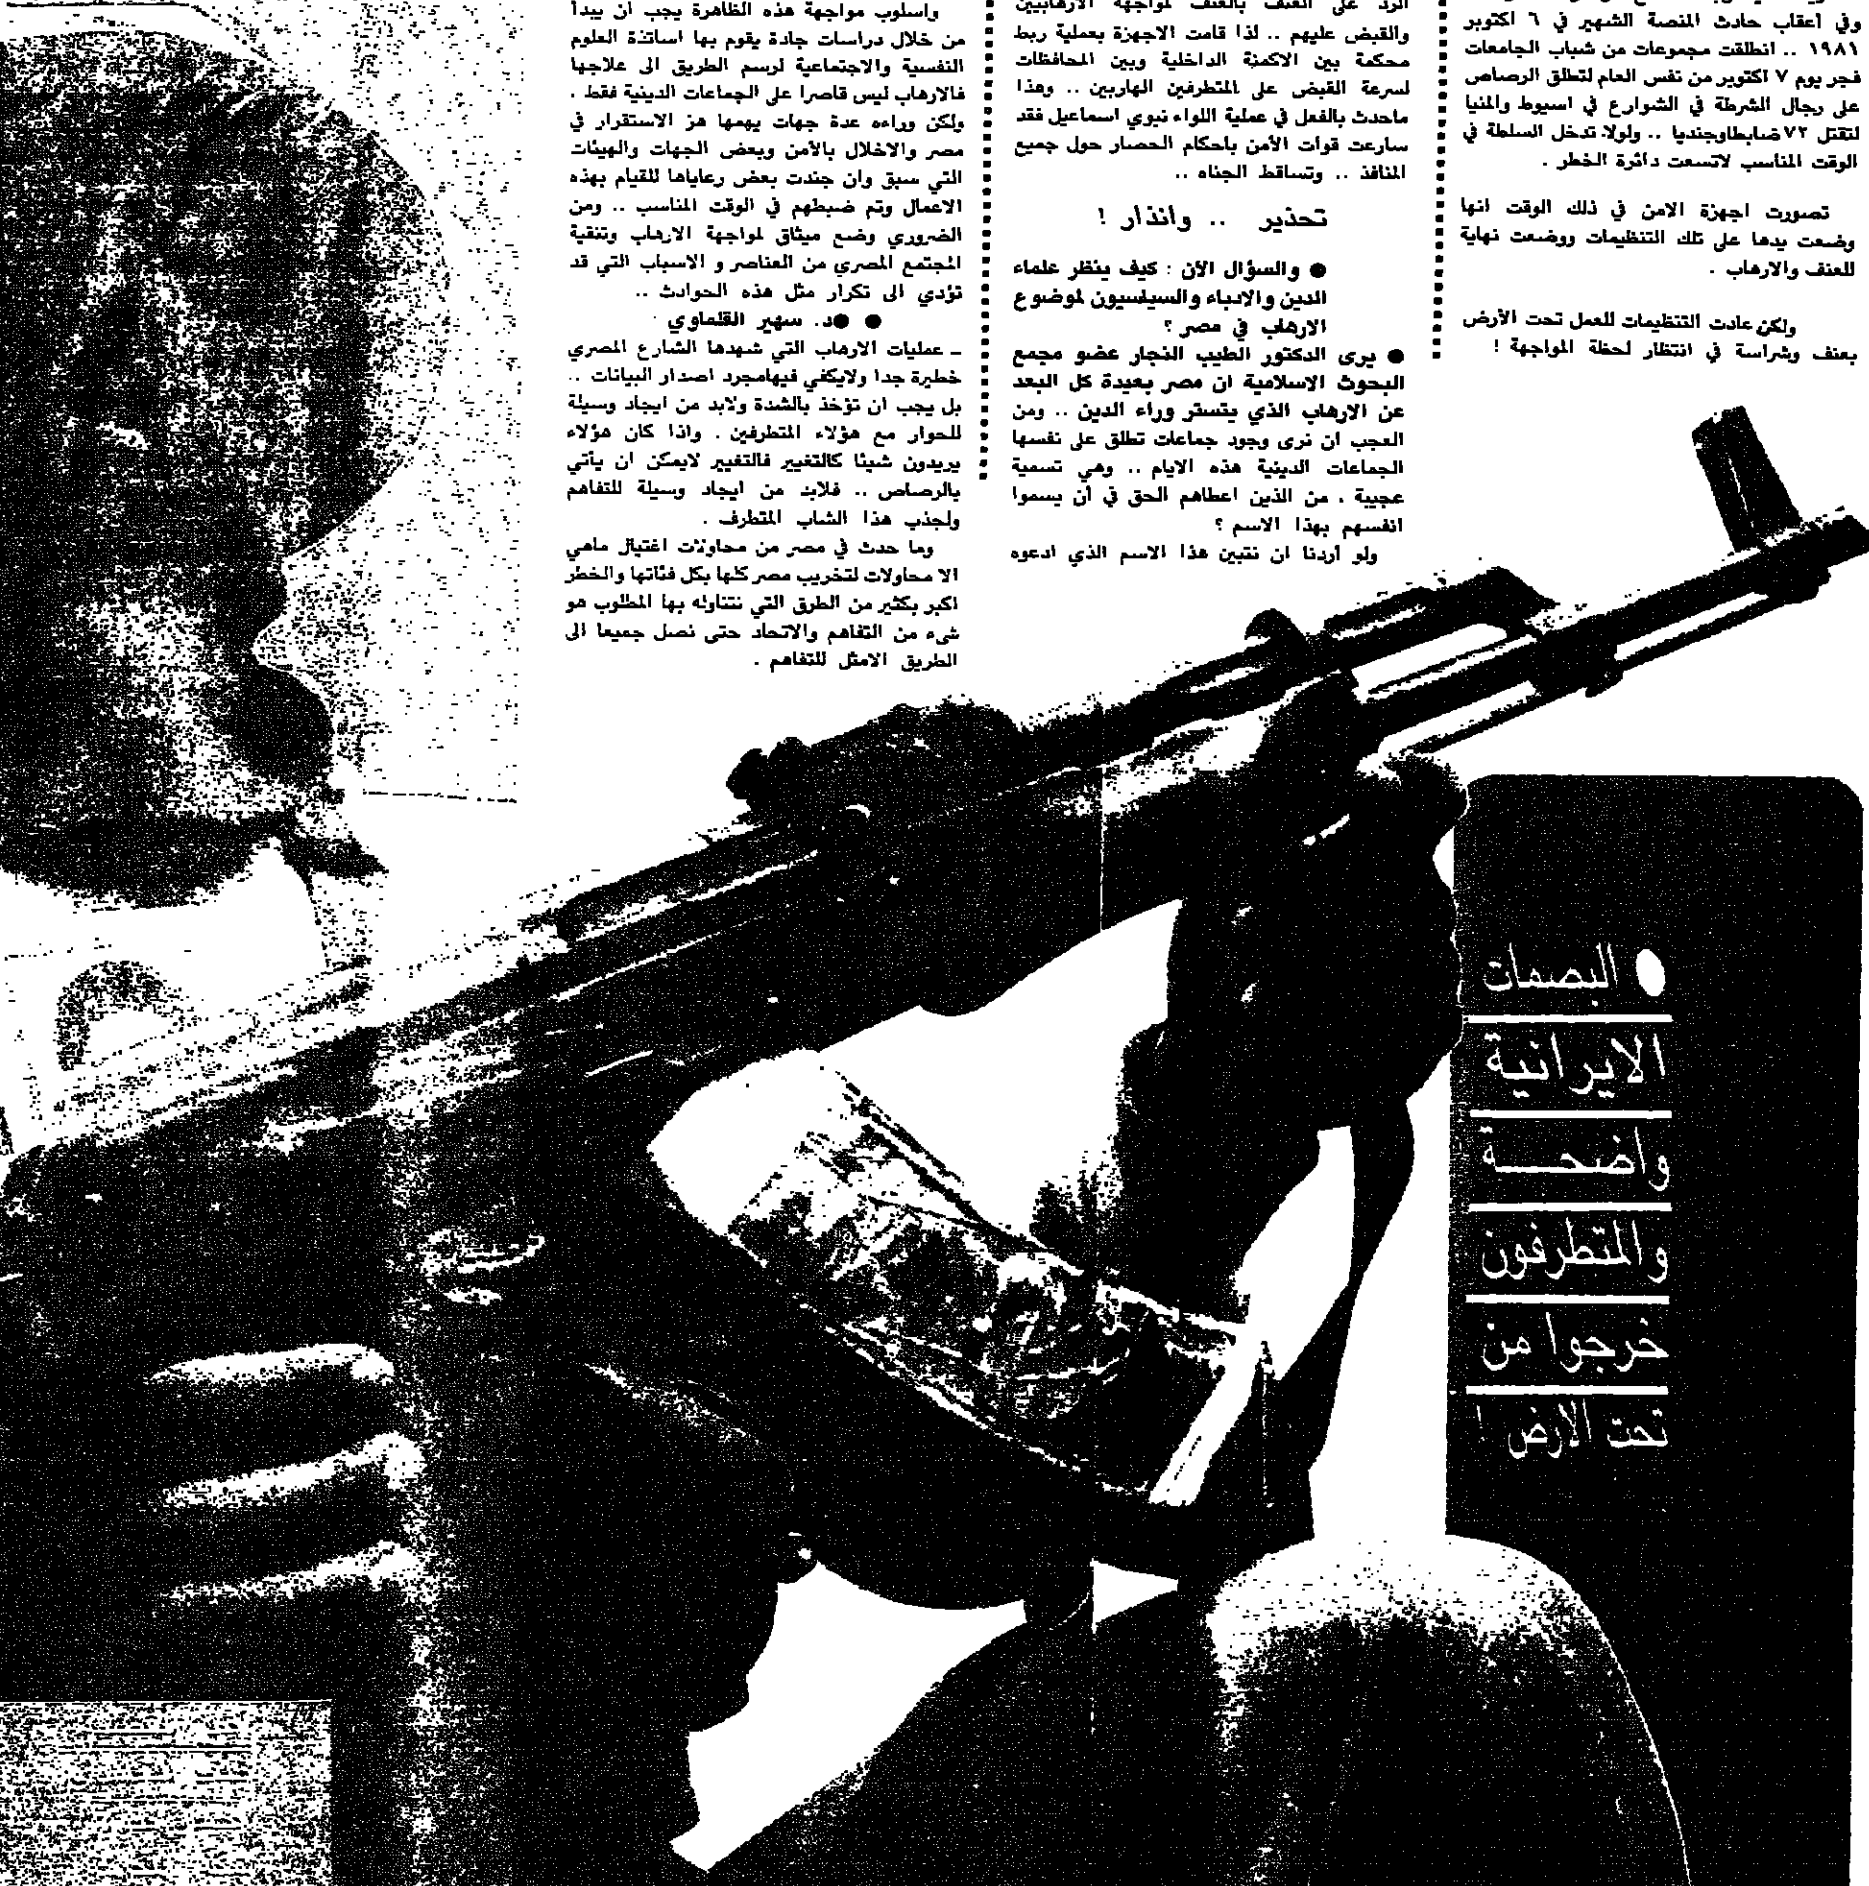 وفي اعقاب حادث المنصة الشهير في ٦ اكتوبر
١٩٨١ .. انطلقت مجموعات من شباب الجامعات
فجر يوم ٧ اكتوبر من نفس العام لتطلق الرصاص
على رجال الشرطة في الشوارع في اسيوط والمنيا
لتقتل ٧٢ ضابطاوجنديا .. ولولا تدخل السلطة في
الوقت المناسب لاتسعت دائرة الخطر .
تصورت اجهزة الامن في ذلك الوقت انها
وضعت يدها على تلك التنظيمات ووضعت نهاية
للعنف والارهاب .
ولكن عادت التنظيمات للعمل تحت الأرض
بعنف وشراسة في انتظار لحظة المواجهة !
الرد على العنف بالعنف لمواجهة الارهابيين
والقبض عليهم .. لذا قامت الاجهزة بعملية ربط
محكمة بين الاكمنة الداخلية وبين المحافظات
لسرعة القبض على المتطرفين الهاربين .. وهذا
ماحدث بالفعل في عملية اللواء نبوي اسماعيل فقد
سارعت قوات الأمن باحكام الحصار حول جميع
المنافذ .. وتساقط الجناه ..
تحذير .. وانذار !
● والسؤال الآن : كيف ينظر علماء
الدين والادباء والسيلسيون لموضوع
الارهاب في مصر ؟
● يرى الدكتور الطيب النجار عضو مجمع
البحوث الاسلامية ان مصر بعيدة كل البعد
عن الارهاب الذي يتستر وراء الدين .. ومن
العجب ان نرى وجود جماعات تطلق على نفسها
الجماعات الدينية هذه الايام .. وهي تسمية
عجيبة . من الذين اعطاهم الحق في أن يسموا
انفسهم بهذا الاسم ؟
ولو أردنا ان نتبين هذا الاسم الذي ادعوه
واسلوب مواجهة هذه الظاهرة يجب ان يبدأ
من خلال دراسات جادة يقوم بها اساتذة العلوم
النفسية والاجتماعية لرسم الطريق الى علاجها
فالارهاب ليس قاصرا على الجماعات الدينية فقط .
ولكن وراءه عدة جهات يهمها هز الاستقرار في
مصر والاخلال بالأمن وبعض الجهات والهيئات
التي سبق وان جندت بعض رعاياها للقيام بهذه
الاعمال وتم ضبطهم في الوقت المناسب .. ومن
الضروري وضع ميثاق لمواجهة الارهاب وتنقية
المجتمع المصري من العناصر و الاسباب التي قد
تؤدي الى تكرار مثل هذه الحوادث ..
● ●د. سهير القلماوي
ـ عمليات الارهاب التي شهدها الشارع المصري
خطيرة جدا ولايكفي فيهامجرد اصدار البيانات ..
بل يجب ان تؤخذ بالشدة ولابد من ايجاد وسيلة
للحوار مع هؤلاء المتطرفين . واذا كان هؤلاء
يريدون شيئا كالتغيير فالتغيير لايمكن ان يأتي
بالرصاص .. فلابد من ايجاد وسيلة للتفاهم
ولجذب هذا الشاب المتطرف .
وما حدث في مصر من محاولات اغتيال ماهي
الا محاولات لتخريب مصر كلها بكل فئاتها والخطر
اكبر بكثير من الطرق التي نتناوله بها المطلوب هو
شيء من التفاهم والاتحاد حتى نصل جميعا الى
الطريق الامثل للتفاهم .
● البصمات
الايرانية
واضحـــة
والمتطرفون
خرجوا من
تحت الأرض !